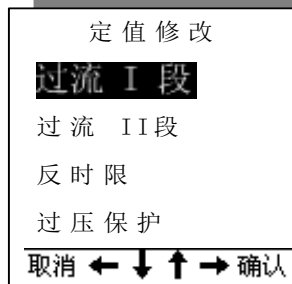 定值修改
过流 I 段
过流 II段
反时限
过压保护
取消 ← ↓ ↑ → 确认